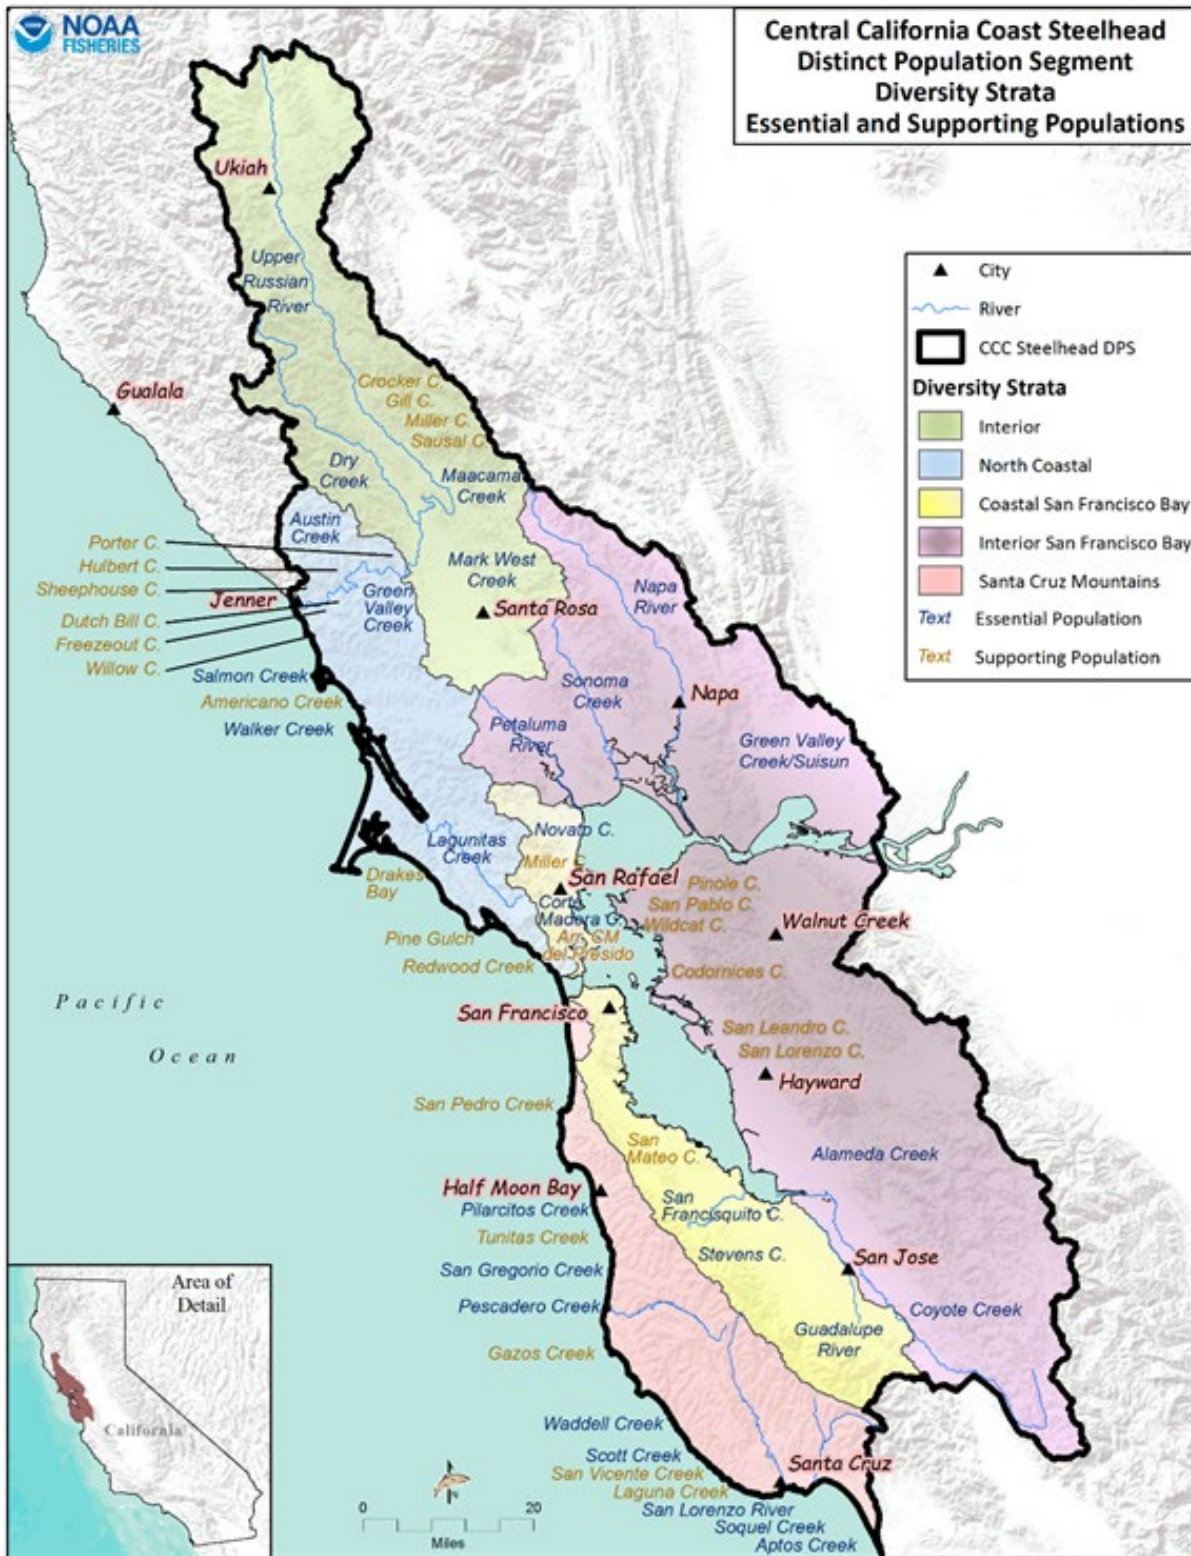 NOAA
FISHERIES
Central California Coast Steelhead
Distinct Population Segment
Diversity Strata
Essential and Supporting Populations
City
River
CCC Steelhead DPS
Diversity Strata
Interior
North Coastal
Coastal San Francisco Bay
Interior San Francisco Bay
Santa Cruz Mountains
Text Essential Population
Text Supporting Population
Ukiah
Upper
Russian
River
Gualala
Crocker C.
Gill C.
Miller C.
Sausal C.
Dry
Creek
Maacama
Creek
Austin
Creek
Porter C.
Hulbert C.
Sheephouse C.
Jenner
Dutch Bill C.
Freezeout C.
Willow C.
Green
Valley
Creek
Mark West
Creek
Santa Rosa
Napa
River
Salmon Creek
Americano Creek
Walker Creek
Sonoma
Creek
Napa
Petaluma
River
Green Valley
Creek/Suisun
Lagunitas
Creek
Novato C.
Miller C.
San Rafael
Drakes
Bay
Corte
Madera C.
Arr. CM
del Presido
Pinole C.
San Pablo C.
Wildcat C.
Walnut Creek
Pine Gulch
Redwood Creek
Codornices C.
Pacific
Ocean
San Francisco
San Leandro C.
San Lorenzo C.
Hayward
San Pedro Creek
San
Mateo C.
Alameda Creek
Half Moon Bay
Pilarcitos Creek
San
Francisquito C.
Tunitas Creek
Stevens C.
San Jose
San Gregorio Creek
Pescadero Creek
Coyote Creek
Guadalupe
River
Gazos Creek
Waddell Creek
Scott Creek
Santa Cruz
San Vicente Creek
Laguna Creek
San Lorenzo River
Soquel Creek
Aptos Creek
Area of
Detail
California
N
0 20
Miles